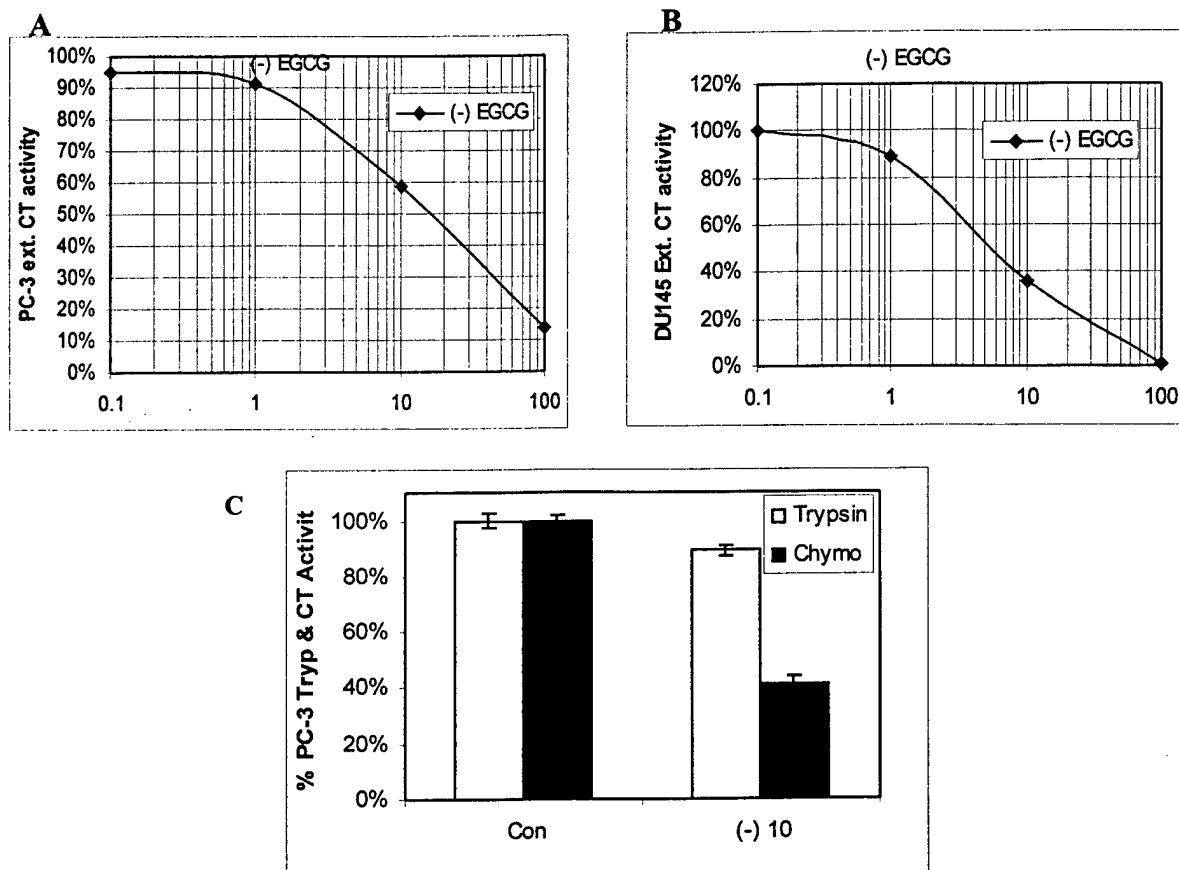 A
(-) EGCG
(-) EGCG
PC-3 ext. CT activity
100%
90%
80%
70%
60%
50%
40%
30%
20%
10%
0%
0.1 1 10 100
B
(-) EGCG
(-) EGCG
DU145 Ext. CT activity
120%
100%
80%
60%
40%
20%
0%
0.1 1 10 100
C
% PC-3 Tryp & CT Activit
100%
80%
60%
40%
20%
0%
Trypsin
Chymo
Con (-) 10